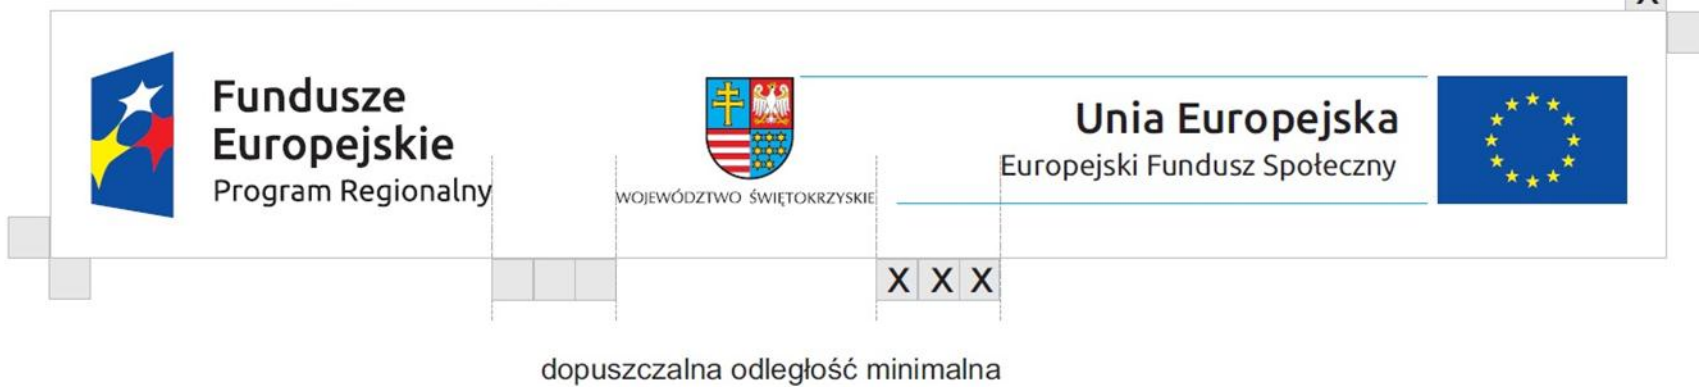 X
Fundusze
Europejskie
Program Regionalny
WOJEWÓDZTWO ŚWIĘTOKRZYSKIE
Unia Europejska
Europejski Fundusz Społeczny
X X X
dopuszczalna odległość minimalna